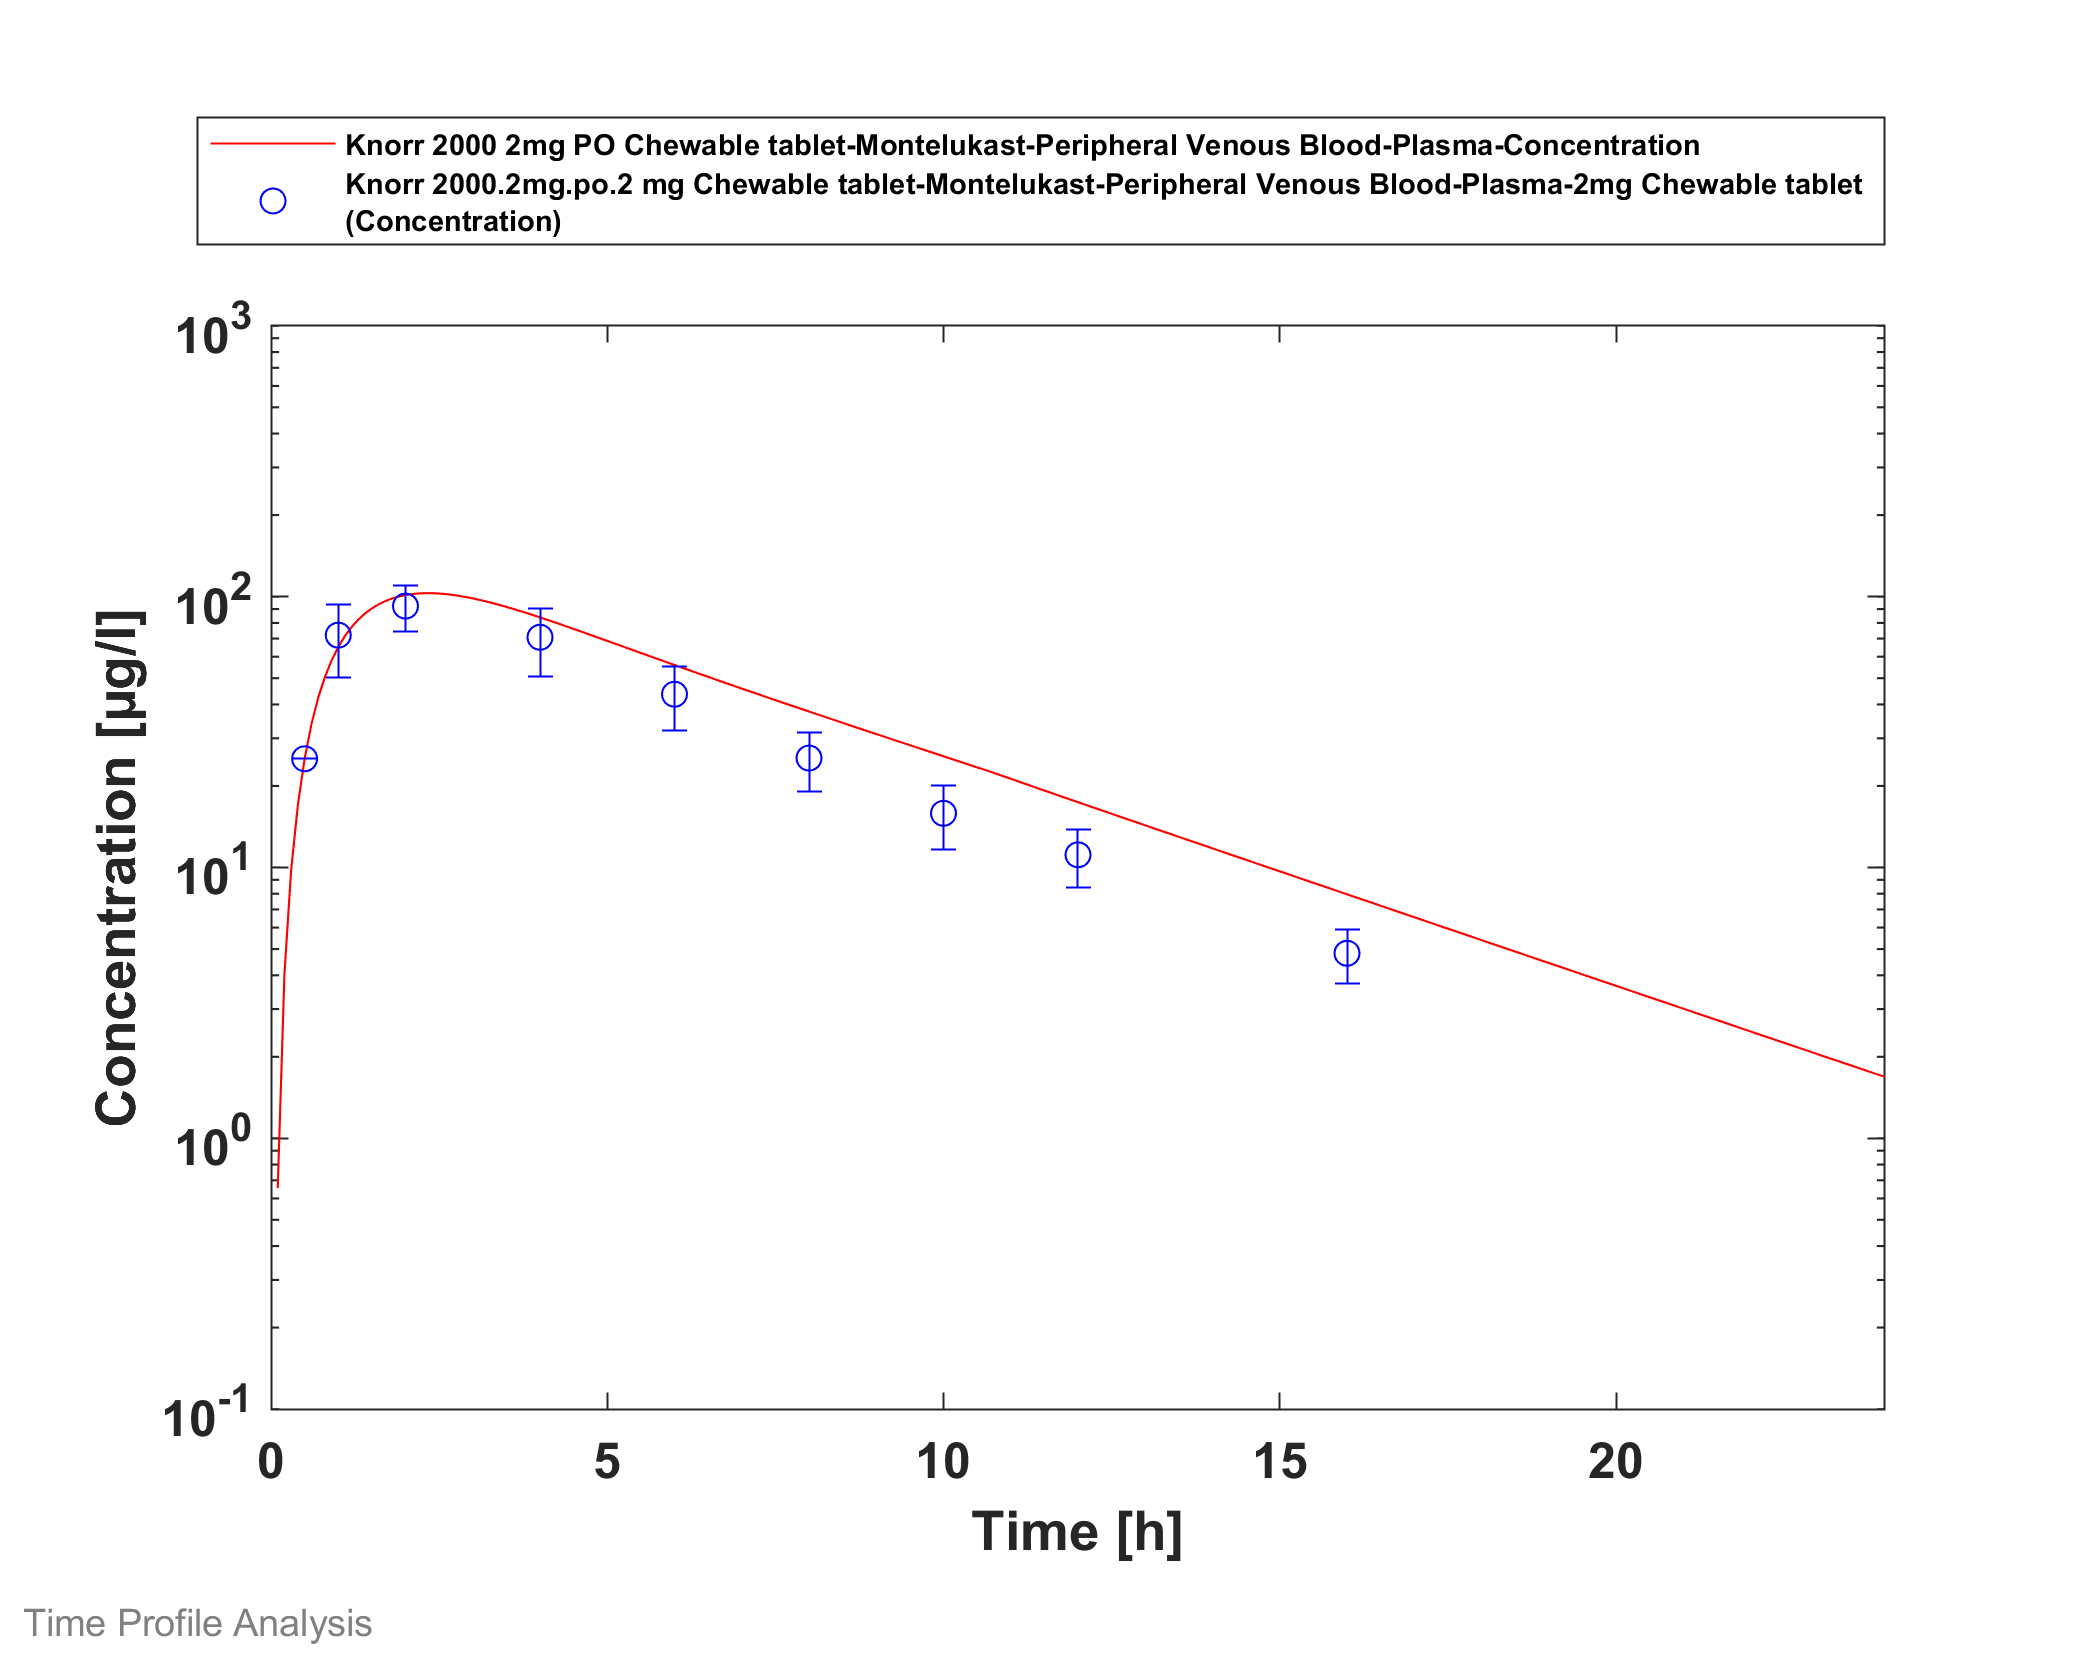 Knorr 2000 2mg PO Chewable tablet-Montelukast-Peripheral Venous Blood-Plasma-Concentration
Knorr 2000.2mg.po.2 mg Chewable tablet-Montelukast-Peripheral Venous Blood-Plasma-2mg Chewable tablet
(Concentration)
10^3
10^2
10^1
10^0
10^-1
Concentration [µg/l]
0 5 10 15 20
Time [h]
Time Profile Analysis